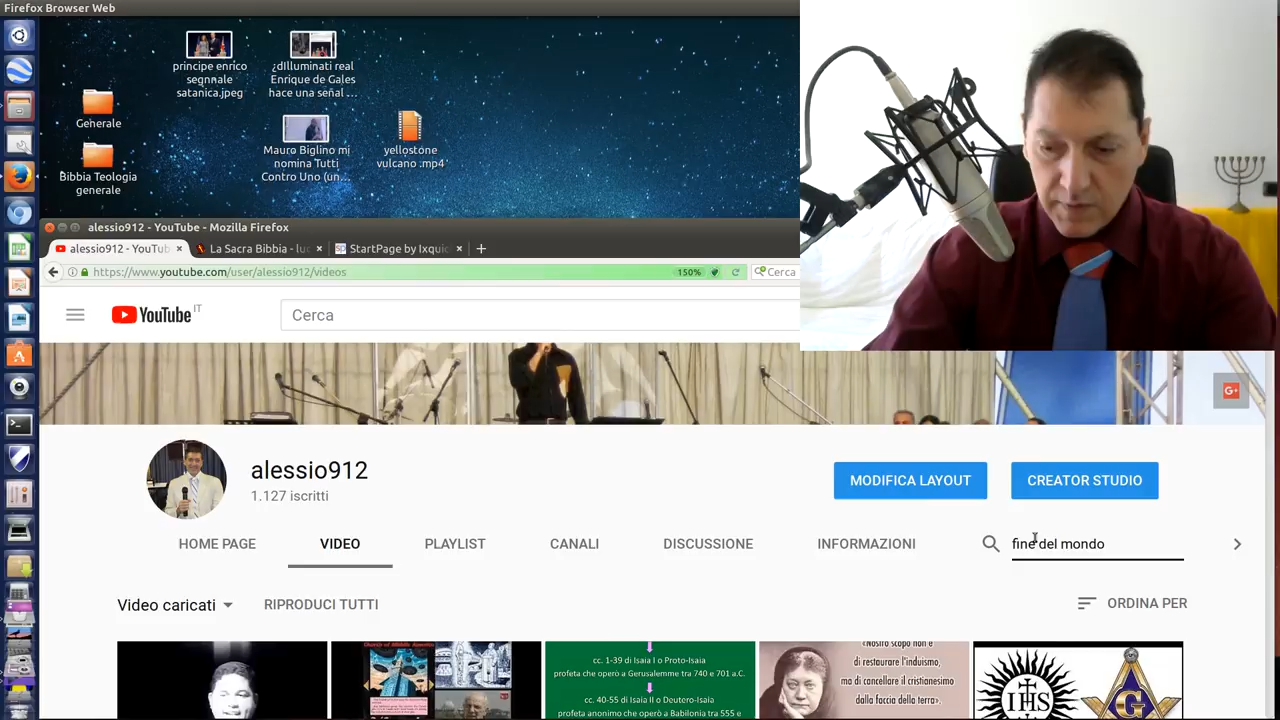 Firefox Browser Web
principe enrico
segnale
satanica.jpeg
¿dIlluminati real
Enrique de Gales
hace una señal ...
Generale
Mauro Biglino mi
nomina Tutti
Contro Uno (un...
yellostone
vulcano :mp4
Bibbia Teologia
generale
alessio912 - YouTube - Mozilla Firefox
alessio912 - YouTub
La Sacra Bibbia - luc
StartPage by Ixquic
https://www.youtube.com/user/alessio912/videos
150%
Cerca
YouTube IT
Cerca
G+
alessio912
1.127 iscritti
MODIFICA LAYOUT
CREATOR STUDIO
HOME PAGE
VIDEO
PLAYLIST
CANALI
DISCUSSIONE
INFORMAZIONI
fine del mondo
Video caricati
RIPRODUCI TUTTI
ORDINA PER
cc. 1-39 di Isaia I o Proto-Isaia
profeta che operò a Gerusalemme tra 740 e 701 a.C.
cc. 40-55 di Isaia II o Deutero-Isaia
profeta anonimo che operò a Babilonia tra 555 e
«Nostro scopo non è
di restaurare l'induismo,
ma di cancellare il cristianesimo
dalla faccia della terra».
IHS
G